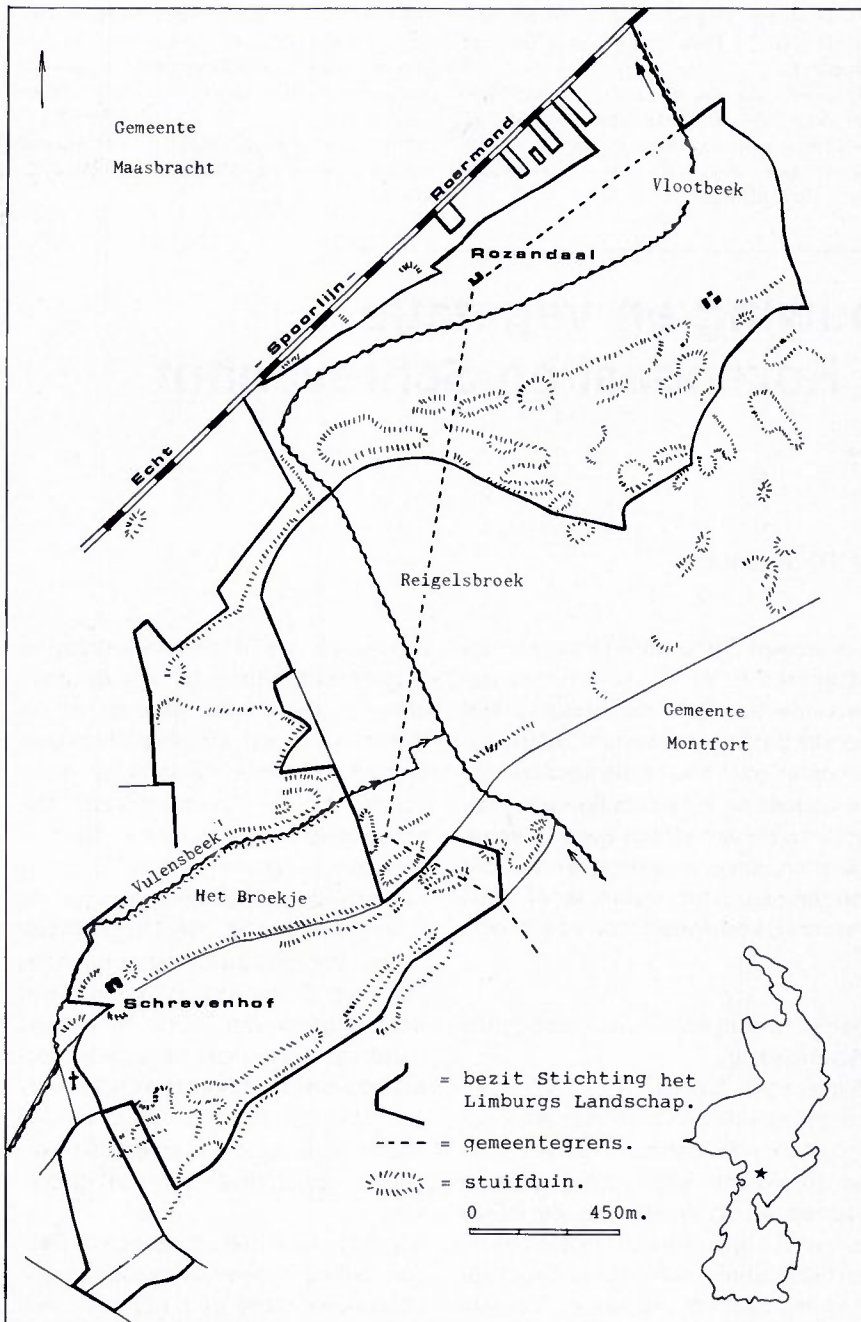 Gemeente
Maasbracht
Echt - Spoorlijn - Roermond
Vlootbeek
Rozandaal
Reigelsbroek
Gemeente
Montfort
Vulensbeek
Het Broekje
Schrevenhof
= bezit Stichting het
Limburgs Landschap.
= gemeentegrens.
= stuifduin.
0 450m.